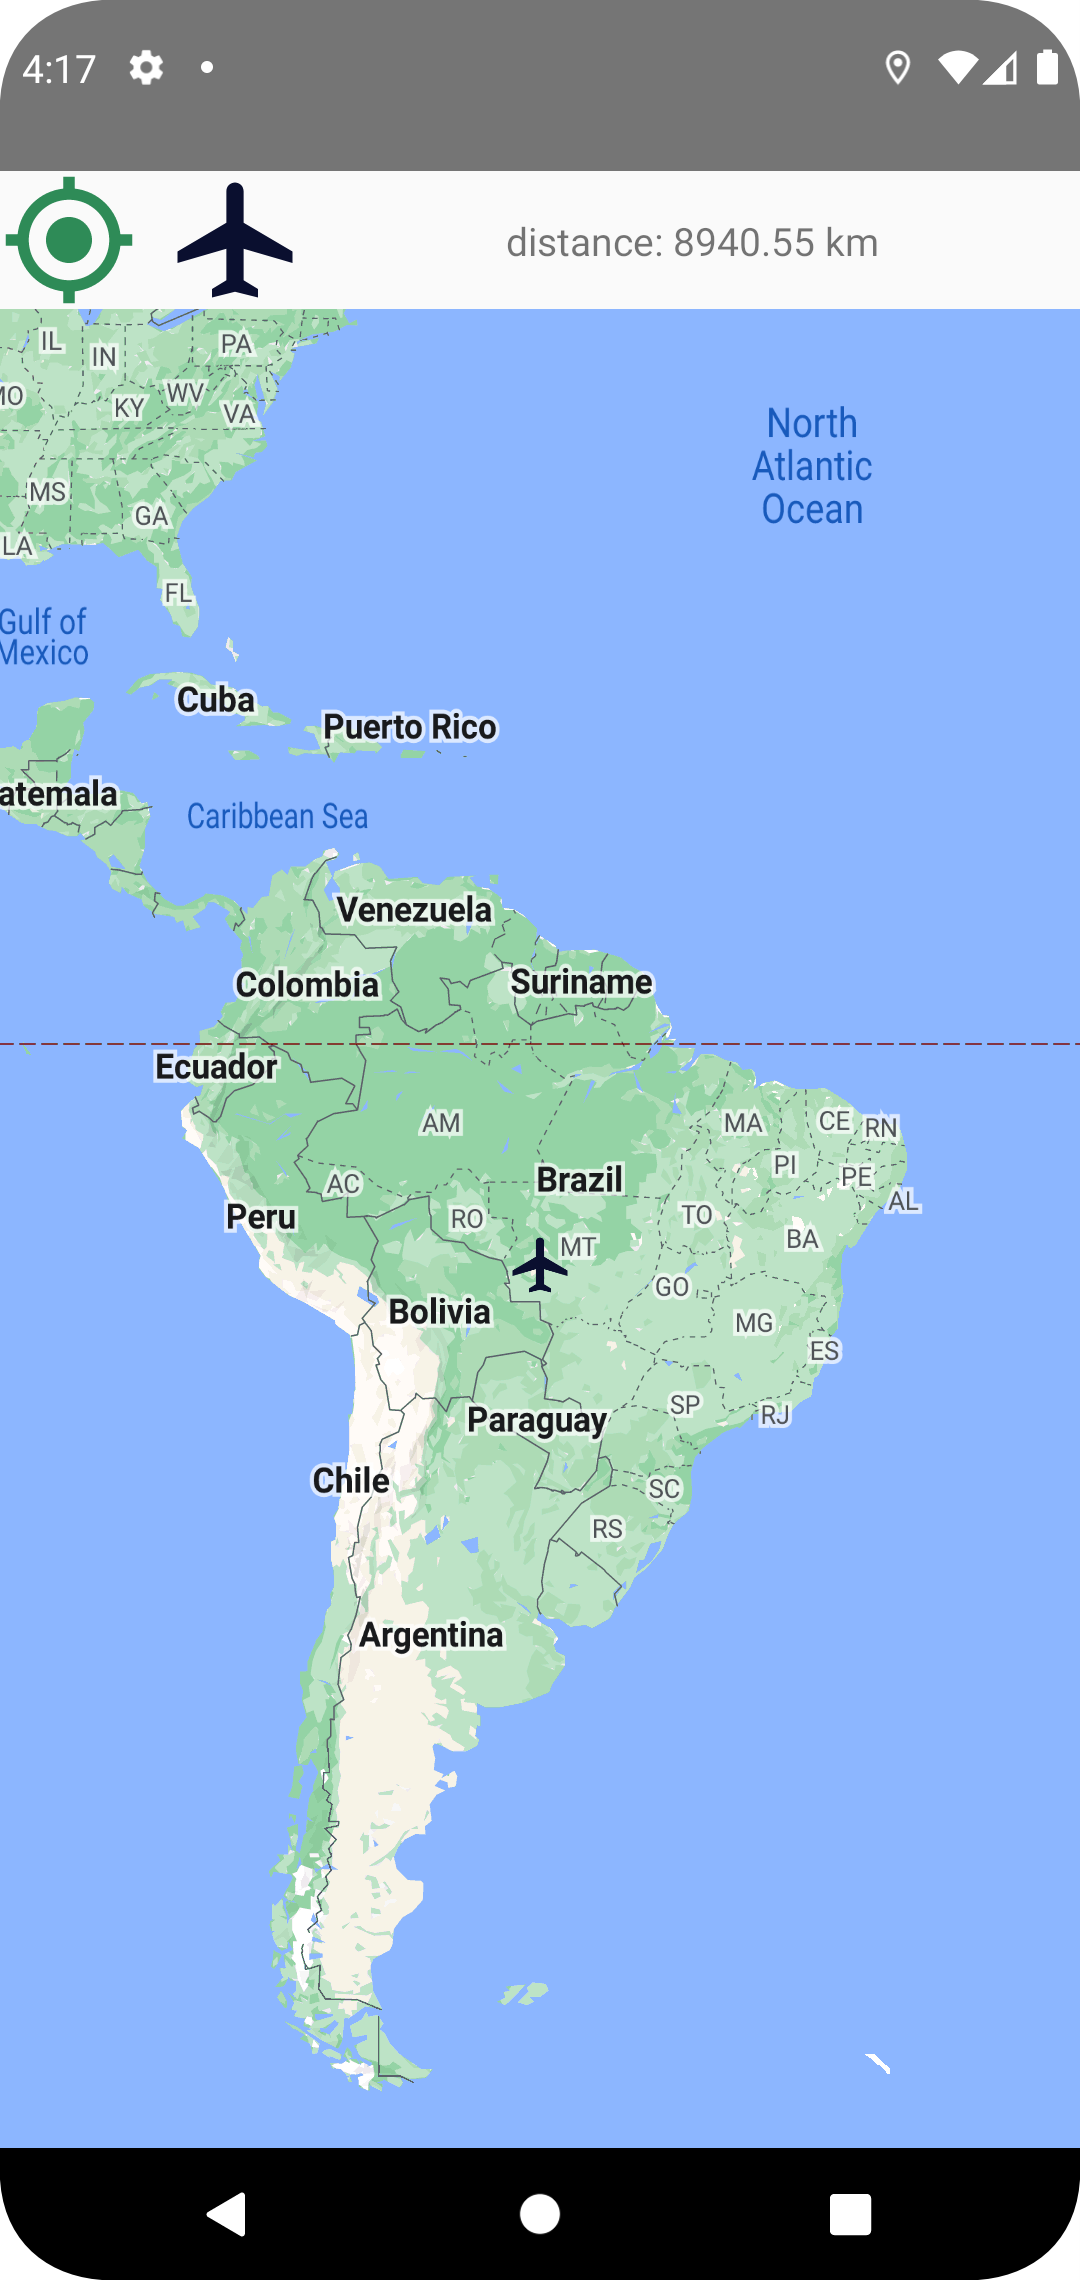 4:17
distance: 8940.55 km
IL
IN
PA
MO
KY
WV
VA
North
Atlantic
Ocean
MS
GA
LA
FL
Gulf of
Mexico
Cuba
Puerto Rico
atemala
Caribbean Sea
Venezuela
Colombia
Suriname
Ecuador
AM
MA
CE
RN
PI
PE
AC
Brazil
AL
Peru
RO
TO
BA
MT
GO
Bolivia
MG
ES
SP
RJ
Paraguay
Chile
SC
RS
Argentina